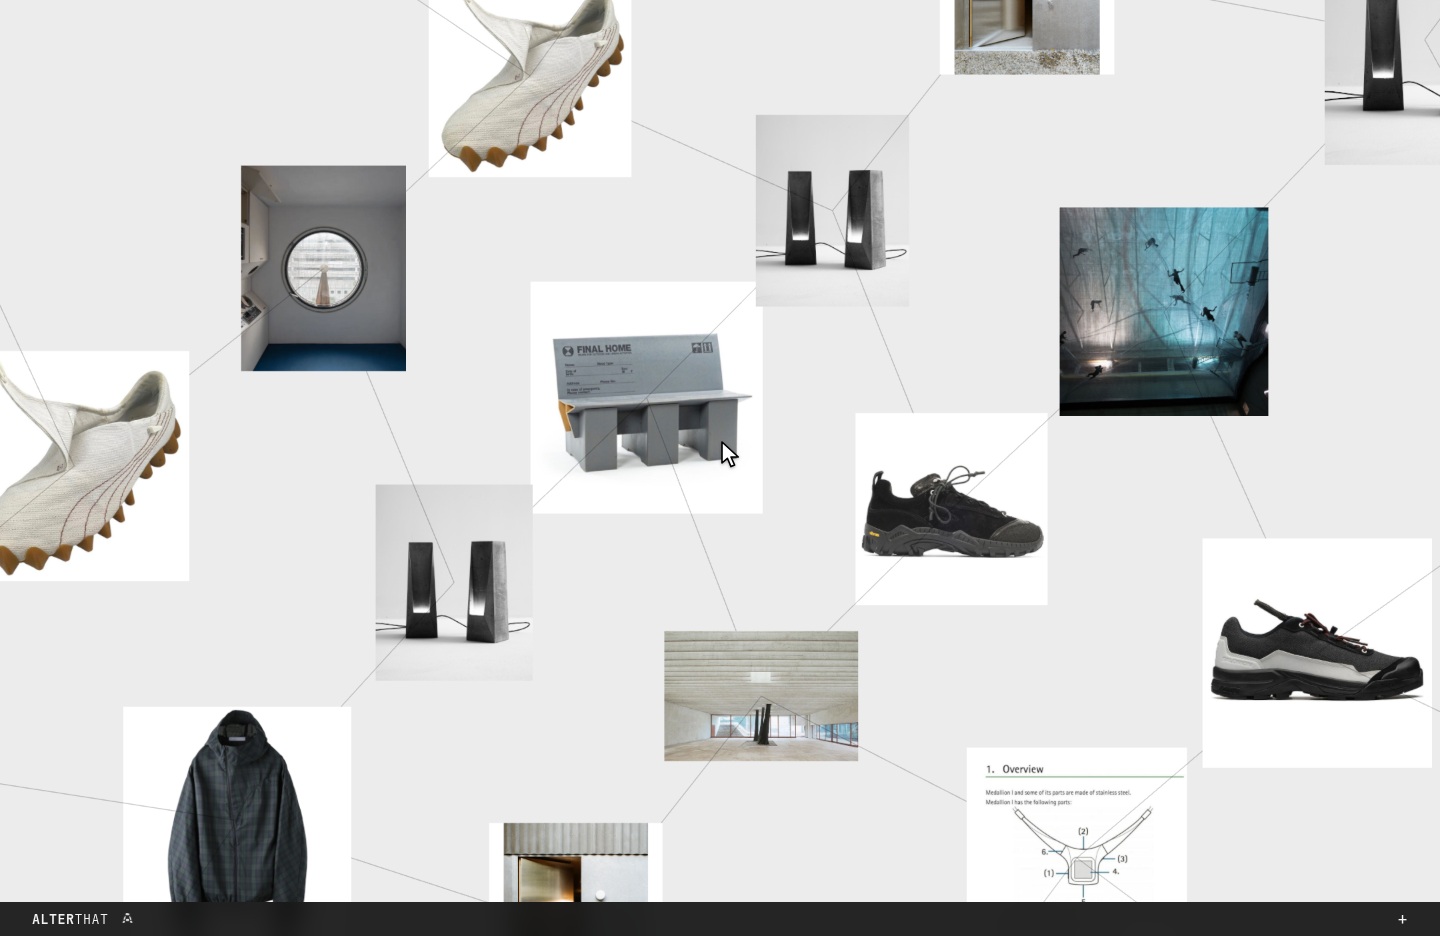 FINAL HOME
1. Overview
Medallion I and some of its parts are made of stainless steel.
Medallion I has the following parts:
(2)
6.
(3)
(1)
4.
ALTERTHAT
+